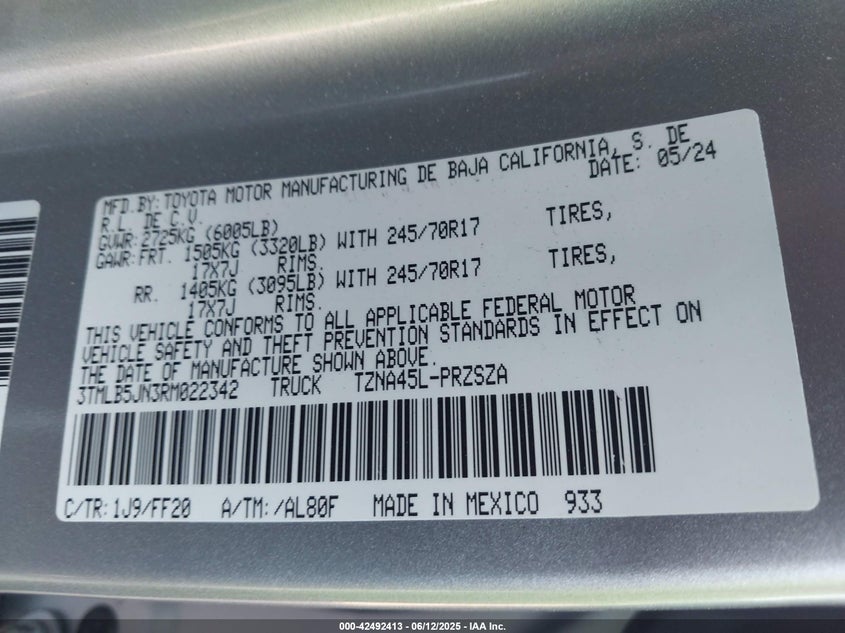 MFD.BY: TOYOTA MOTOR MANUFACTURING DE BAJA CALIFORNIA, S. DE
R.L. DE C.V. DATE: 05/24
GVWR: 2725KG (6005LB)
GAWR: FRT. 1505KG (3320LB) WITH 245/70R17 TIRES,
17X7J RIMS.
RR. 1405KG (3095LB) WITH 245/70R17 TIRES,
17X7J RIMS.
THIS VEHICLE CONFORMS TO ALL APPLICABLE FEDERAL MOTOR
VEHICLE SAFETY AND THEFT PREVENTION STANDARDS IN EFFECT ON
THE DATE OF MANUFACTURE SHOWN ABOVE.
3TMLB5JN3RM022342 TRUCK TZNA45L-PRZSZA
C/TR: 1J9/FF20 A/TM: /AL80F MADE IN MEXICO 933
000-42492413 - 06/12/2025 - IAA Inc.